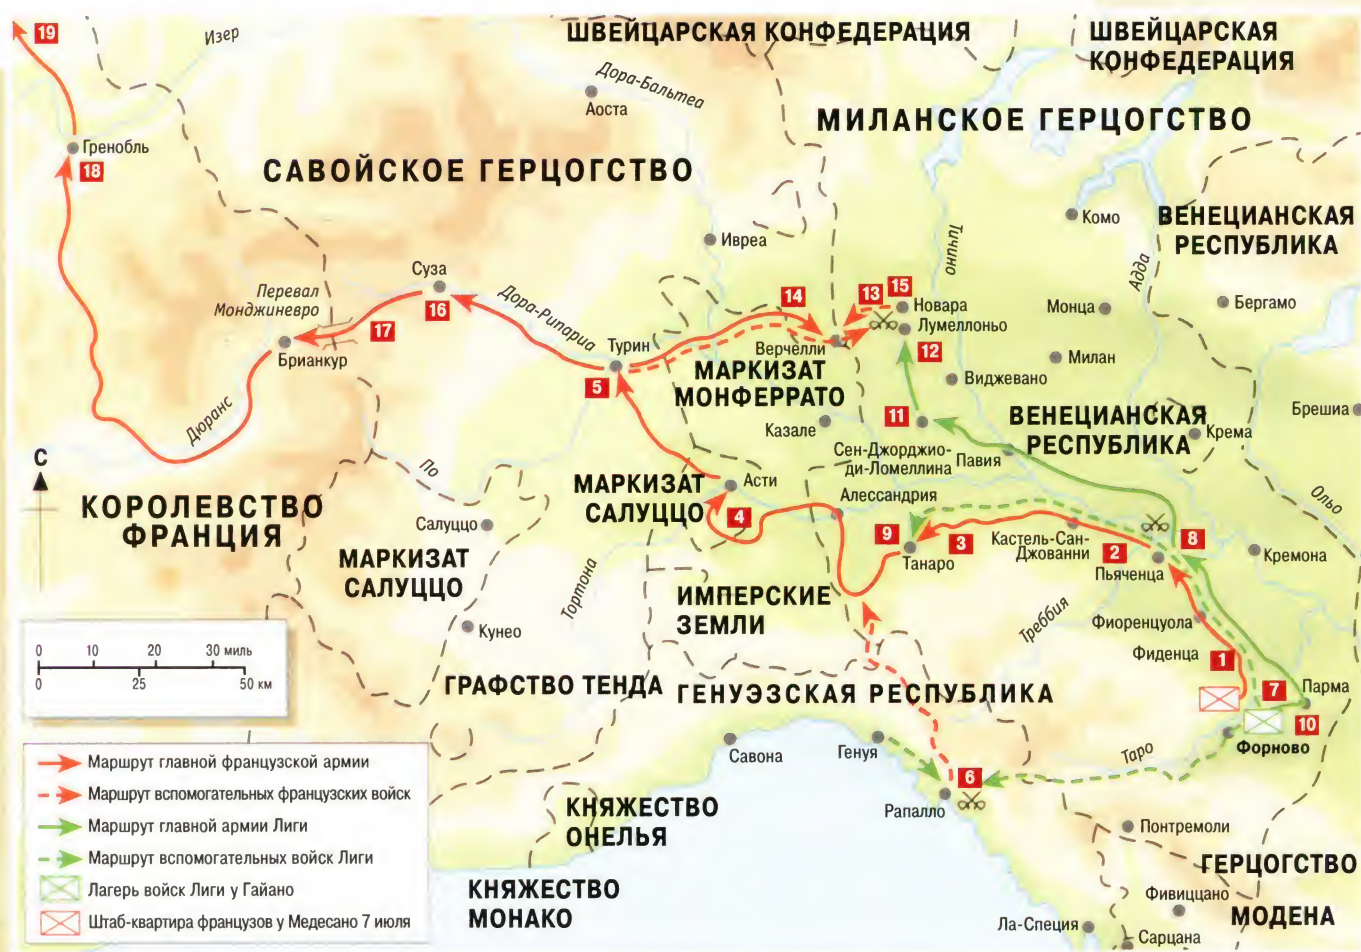 19
Изер
ШВЕЙЦАРСКАЯ КОНФЕДЕРАЦИЯ
ШВЕЙЦАРСКАЯ
КОНФЕДЕРАЦИЯ
Дора-Бальтеа
Аоста
МИЛАНСКОЕ ГЕРЦОГСТВО
Гренобль
18
САВОЙСКОЕ ГЕРЦОГСТВО
Комо
ВЕНЕЦИАНСКАЯ
РЕСПУБЛИКА
Ивреа
Тичино
Адда
Суза
16
Перевал
Монджиневро
17
Брианкур
Дора-Рипариа
14
13
15
Новара
Лумеллоньо
12
Монца
Бергамо
Турин
5
Верчелли
МАРКИЗАТ
МОНФЕРРАТО
Милан
Виджевано
Дюранс
Казале
11
ВЕНЕЦИАНСКАЯ
РЕСПУБЛИКА
Крема
Брешиа
Сен-Джорджио-
ди-Ломеллина
Павия
С
По
МАРКИЗАТ
САЛУЦЦО
Асти
4
Алессандрия
Ольо
КОРОЛЕВСТВО
ФРАНЦИЯ
Салуццо
МАРКИЗАТ
САЛУЦЦО
9
3
Танаро
Кастель-Сан-
Джованни
2
8
Пьяченца
Кремона
Тортона
ИМПЕРСКИЕ
ЗЕМЛИ
Треббия
Фиоренцуола
Фиденца
1
Кунео
0 10 20 30 миль
0 25 50 км
ГРАФСТВО ТЕНДА
ГЕНУЭЗСКАЯ РЕСПУБЛИКА
7
Парма
10
Форново
Таро
Савона
Генуя
6
Рапалло
КНЯЖЕСТВО
ОНЕЛЬЯ
КНЯЖЕСТВО
МОНАКО
Понтремоли
ГЕРЦОГСТВО
МОДЕНА
Фивиццано
Ла-Специя
Сарцана
Маршрут главной французской армии
Маршрут вспомогательных французских войск
Маршрут главной армии Лиги
Маршрут вспомогательных войск Лиги
Лагерь войск Лиги у Гайано
Штаб-квартира французов у Медесано 7 июля